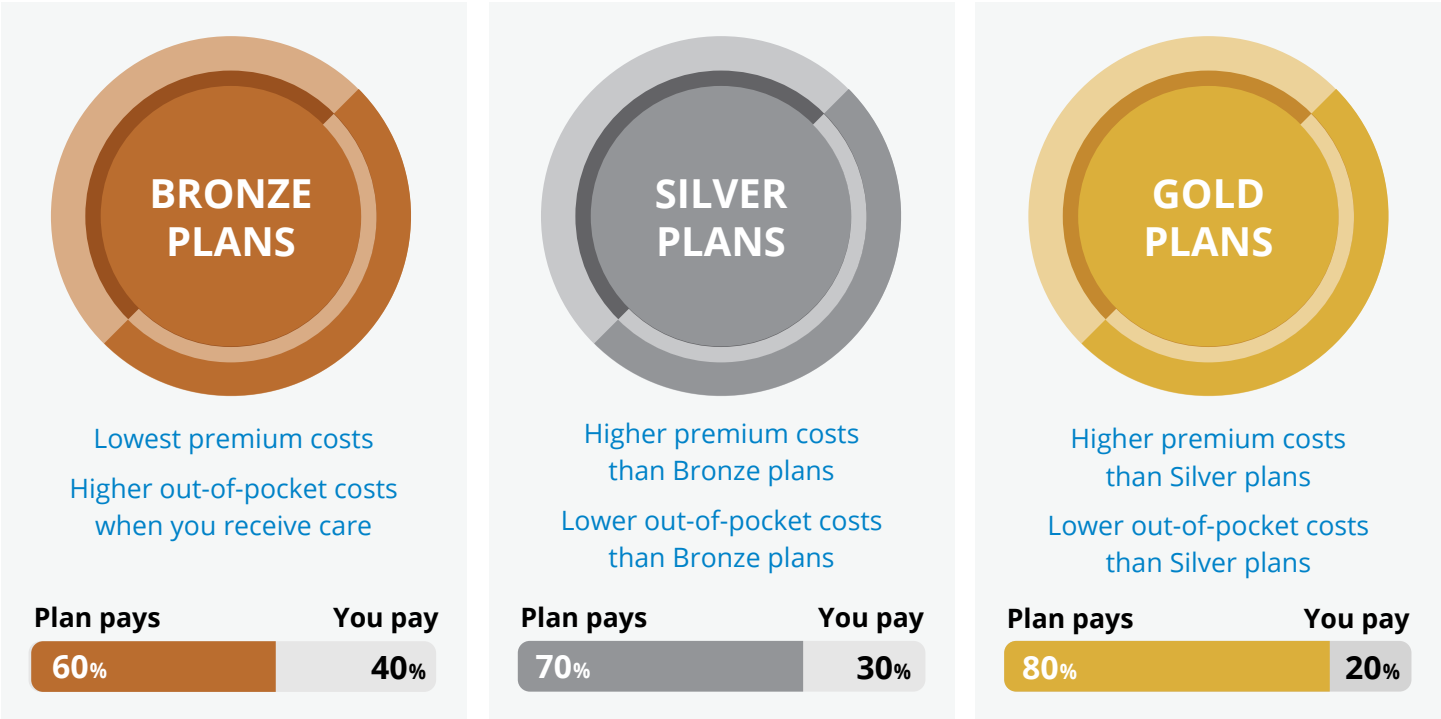 BRONZE
PLANS
Lowest premium costs
Higher out-of-pocket costs
when you receive care
Plan pays You pay
60% 40%
SILVER
PLANS
Higher premium costs
than Bronze plans
Lower out-of-pocket costs
than Bronze plans
Plan pays You pay
70% 30%
GOLD
PLANS
Higher premium costs
than Silver plans
Lower out-of-pocket costs
than Silver plans
Plan pays You pay
80% 20%